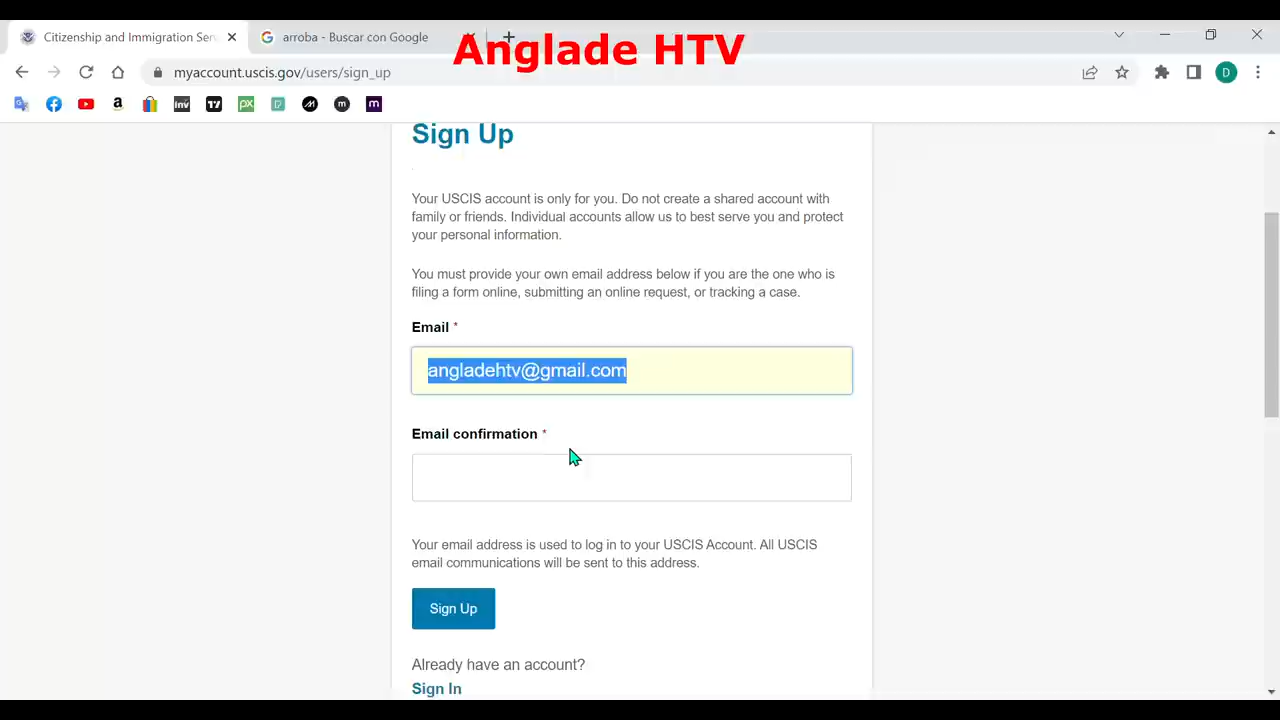 Anglade HTV
Citizenship and Immigration Ser
arroba - Buscar con Google
myaccount.uscis.gov/users/sign_up
D
inv
PX
m
Sign Up
Your USCIS account is only for you. Do not create a shared account with
family or friends. Individual accounts allow us to best serve you and protect
your personal information.
You must provide your own email address below if you are the one who is
filing a form online, submitting an online request, or tracking a case.
Email *
angladehtv@gmail.com
Email confirmation *
Your email address is used to log in to your USCIS Account. All USCIS
email communications will be sent to this address.
Sign Up
Already have an account?
Sign In